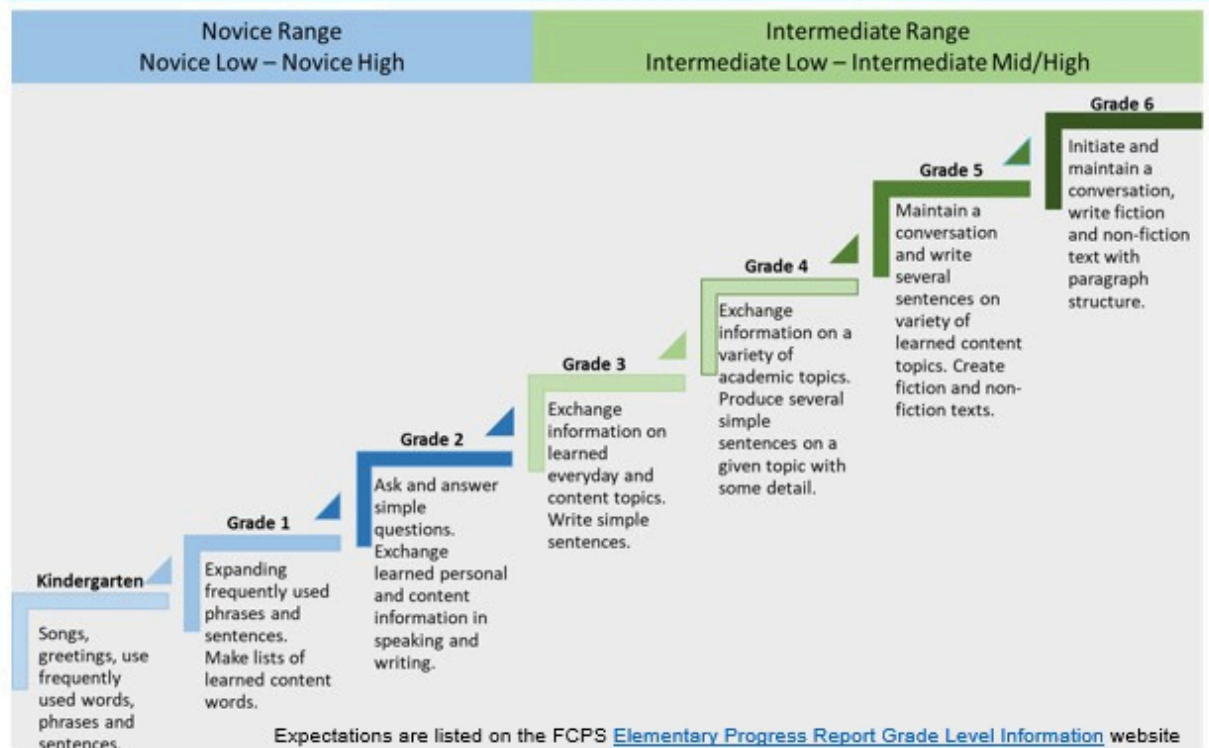 Novice Range
Novice Low – Novice High
Intermediate Range
Intermediate Low – Intermediate Mid/High
Kindergarten
Songs,
greetings, use
frequently
used words,
phrases and
sentences.
Grade 1
Expanding
frequently used
phrases and
sentences.
Make lists of
learned content
words.
Grade 2
Ask and answer
simple
questions.
Exchange
learned personal
and content
information in
speaking and
writing.
Grade 3
Exchange
information on
learned
everyday and
content topics.
Write simple
sentences.
Grade 4
Exchange
information on a
variety of
academic topics.
Produce several
simple
sentences on a
given topic with
some detail.
Grade 5
Maintain a
conversation
and write
several
sentences on
variety of
learned content
topics. Create
fiction and non-
fiction texts.
Grade 6
Initiate and
maintain a
conversation,
write fiction
and non-fiction
text with
paragraph
structure.
Expectations are listed on the FCPS Elementary Progress Report Grade Level Information website